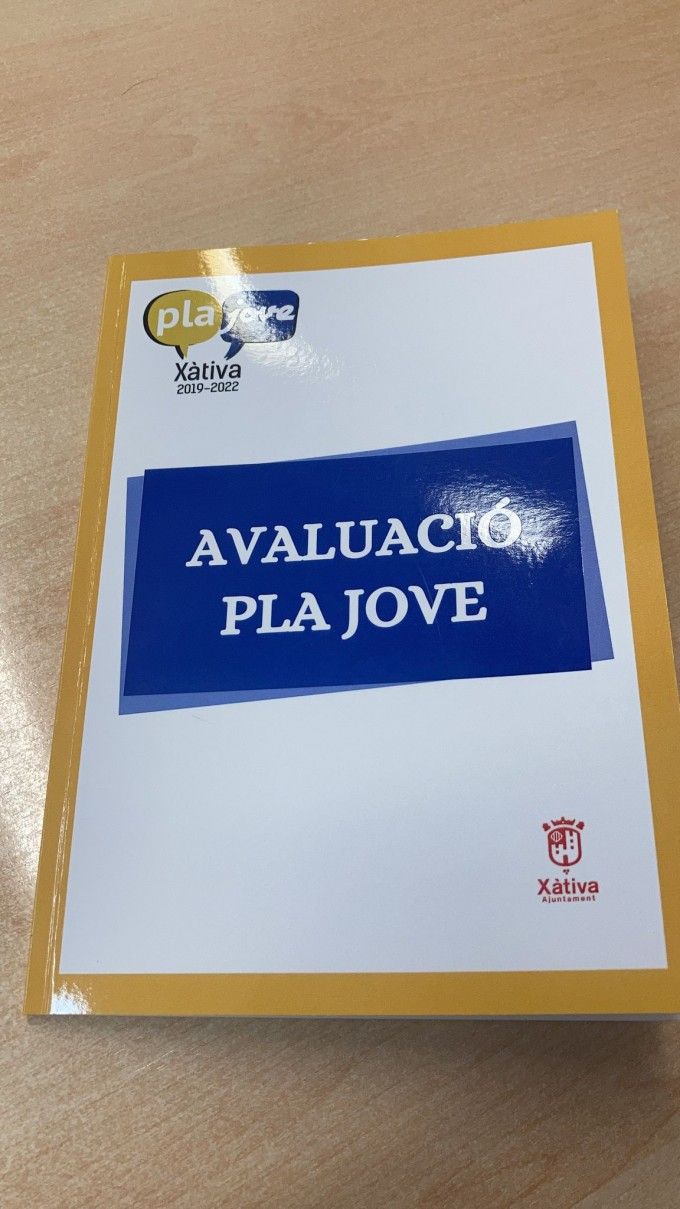 pla jove
Xàtiva
2019-2022
AVALUACIÓ
PLA JOVE
Xàtiva
Ajuntament